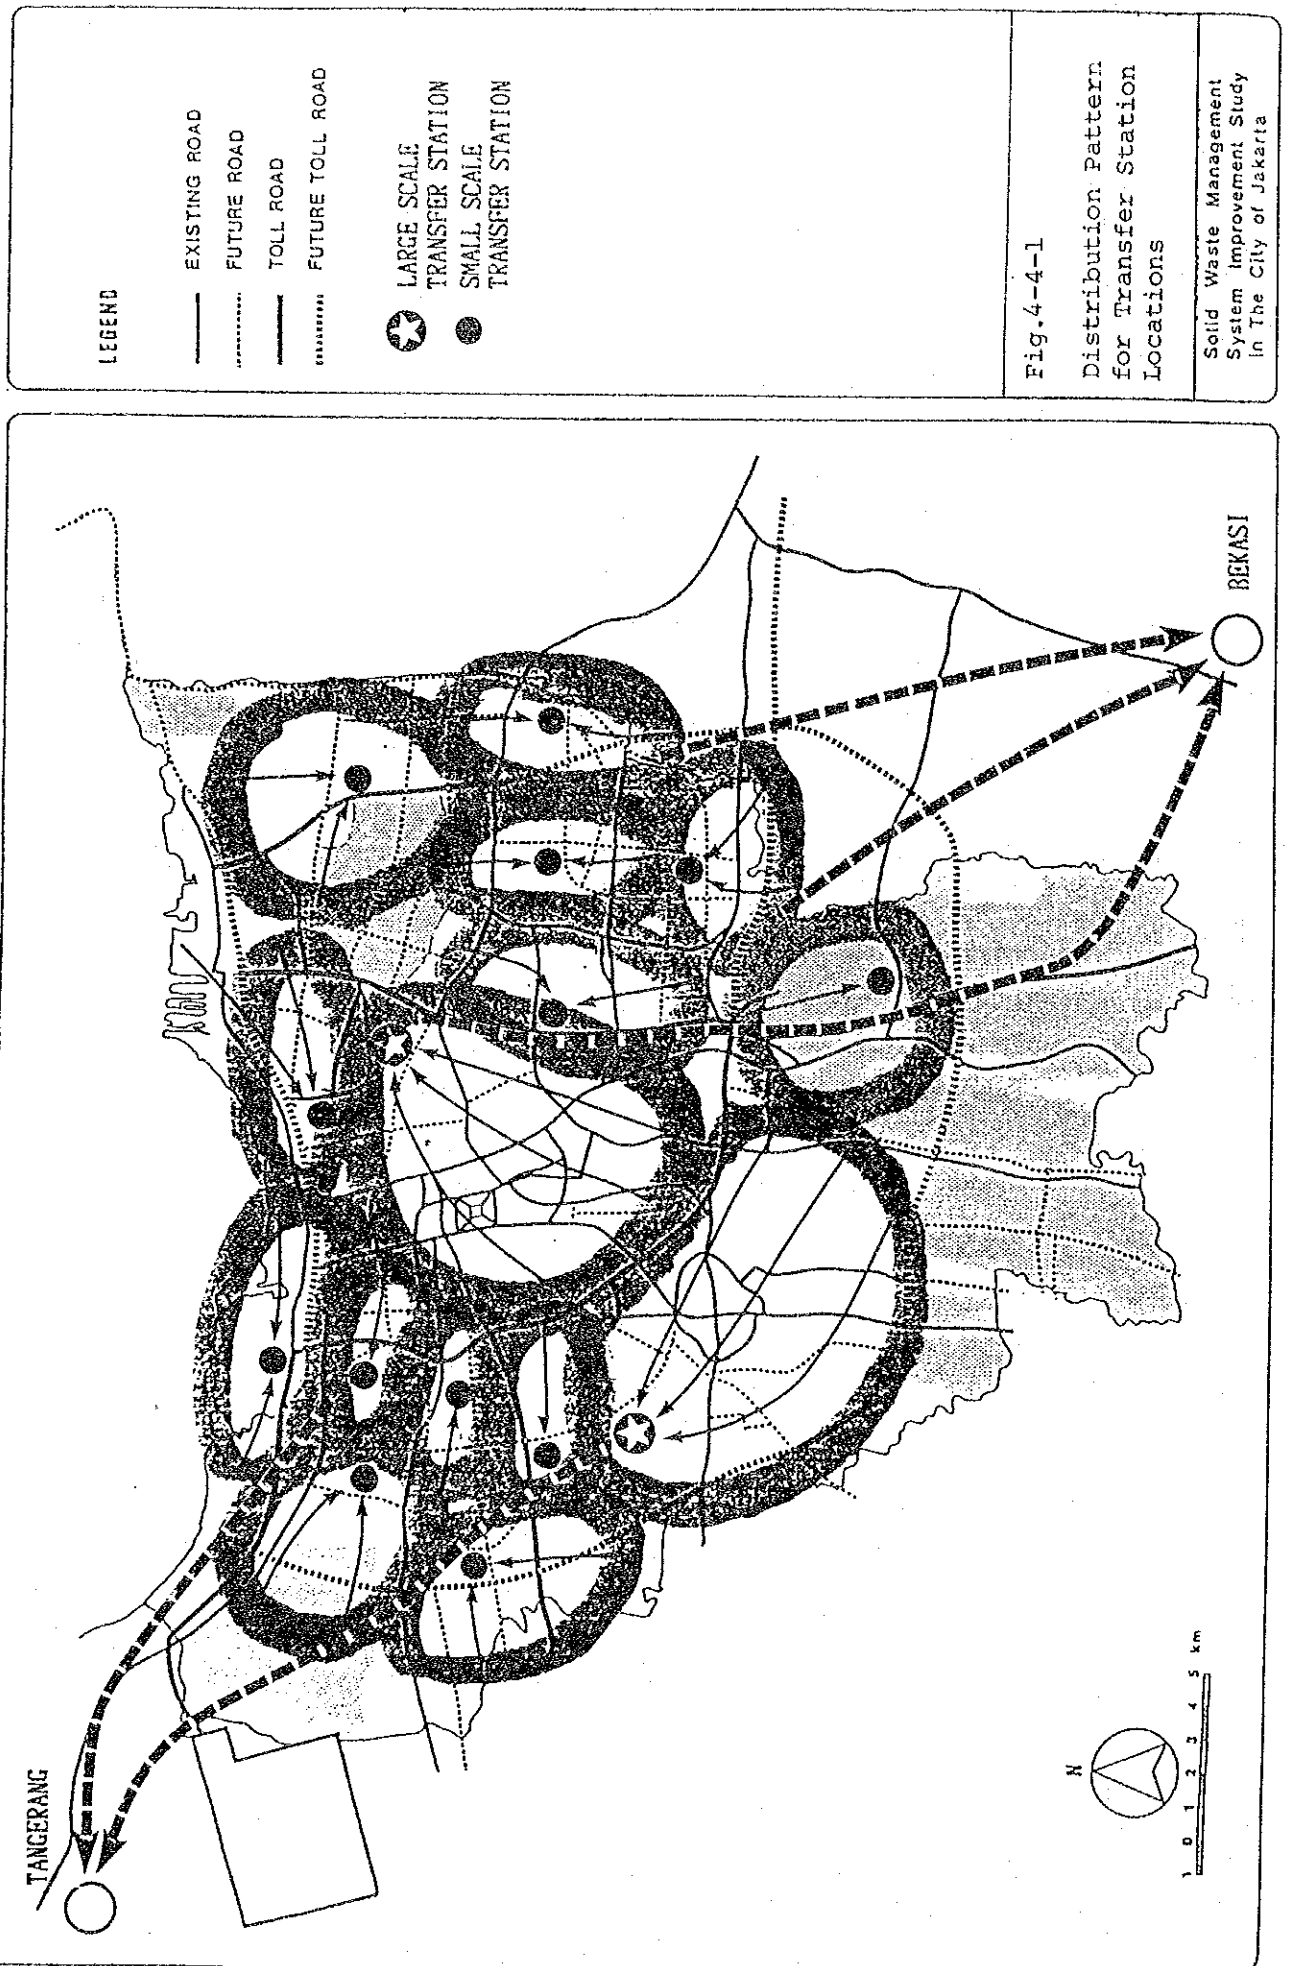 LEGEND
EXISTING ROAD
FUTURE ROAD
TOLL ROAD
FUTURE TOLL ROAD
LARGE SCALE
TRANSFER STATION
SMALL SCALE
TRANSFER STATION
Fig.4-4-1
Distribution Pattern
for Transfer Station
Locations
Solid Waste Management
System Improvement Study
in The City of Jakarta
TANGERANG
BEKASI
N
1 0 1 2 3 4 5 km